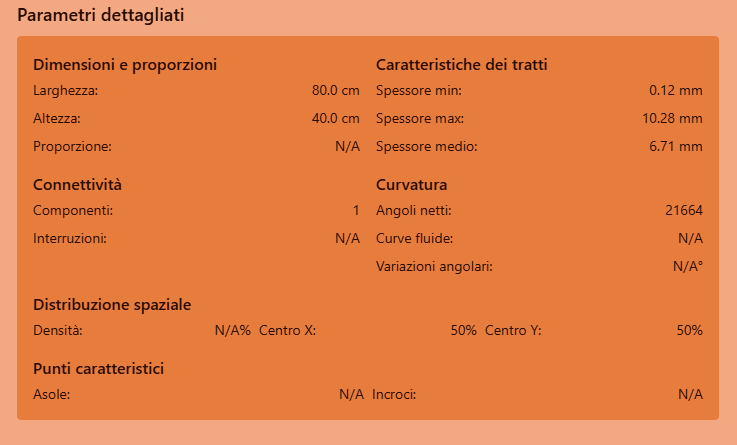 Parametri dettagliati
Dimensioni e proporzioni
Larghezza: 80.0 cm
Altezza: 40.0 cm
Proporzione: N/A
Caratteristiche dei tratti
Spessore min: 0.12 mm
Spessore max: 10.28 mm
Spessore medio: 6.71 mm
Connettività
Componenti: 1
Interruzioni: N/A
Curvatura
Angoli netti: 21664
Curve fluide: N/A
Variazioni angolari: N/A°
Distribuzione spaziale
Densità: N/A% Centro X: 50% Centro Y: 50%
Punti caratteristici
Asole: N/A Incroci: N/A